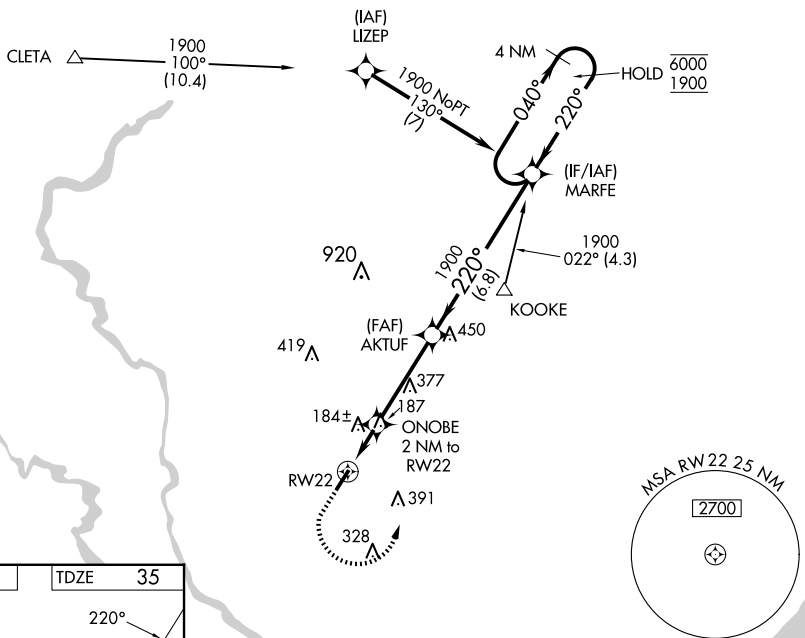 (IAF)
LIZEP
CLETA
1900
100°
(10.4)
1900 NoPT
130°
(7)
4 NM
040°
220°
HOLD
6000
1900
(IF/IAF)
MARFE
1900
220°
(6.8)
1900
022° (4.3)
KOOKE
920
(FAF)
AKTUF
450
419
377
187
184±
ONOBE
2 NM to
RW22
RW22
391
328
MSA RW 22 25 NM
2700
TDZE 35
220°